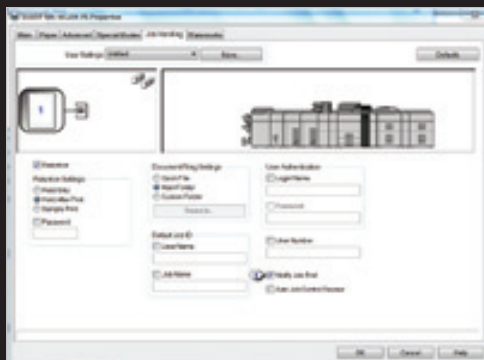 Main Paper Advanced Special Modes Job Handling Watermarks
User Settings: Untitled
Save...
Defaults
1
Retention
Retention Settings
Hold Only
Hold After Print
Sample Print
Password
Document Filing Settings
Quick File
Main Folder
Custom Folder
Default Job ID
User Name
Job Name
User Authentication
Login Name
Password
User Number
Notify Job End
Auto Job Control Review
OK Cancel Help